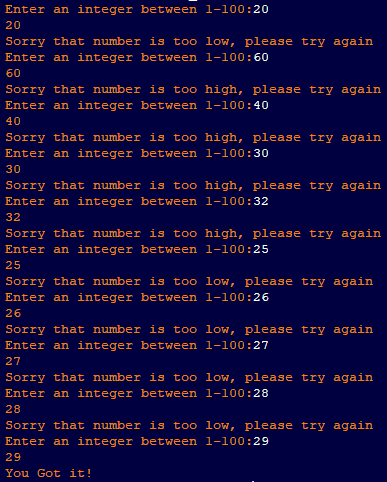 Enter an integer between 1-100:20
20
Sorry that number is too low, please try again
Enter an integer between 1-100:60
60
Sorry that number is too high, please try again
Enter an integer between 1-100:40
40
Sorry that number is too high, please try again
Enter an integer between 1-100:30
30
Sorry that number is too high, please try again
Enter an integer between 1-100:32
32
Sorry that number is too high, please try again
Enter an integer between 1-100:25
25
Sorry that number is too low, please try again
Enter an integer between 1-100:26
26
Sorry that number is too low, please try again
Enter an integer between 1-100:27
27
Sorry that number is too low, please try again
Enter an integer between 1-100:28
28
Sorry that number is too low, please try again
Enter an integer between 1-100:29
29
You Got it!